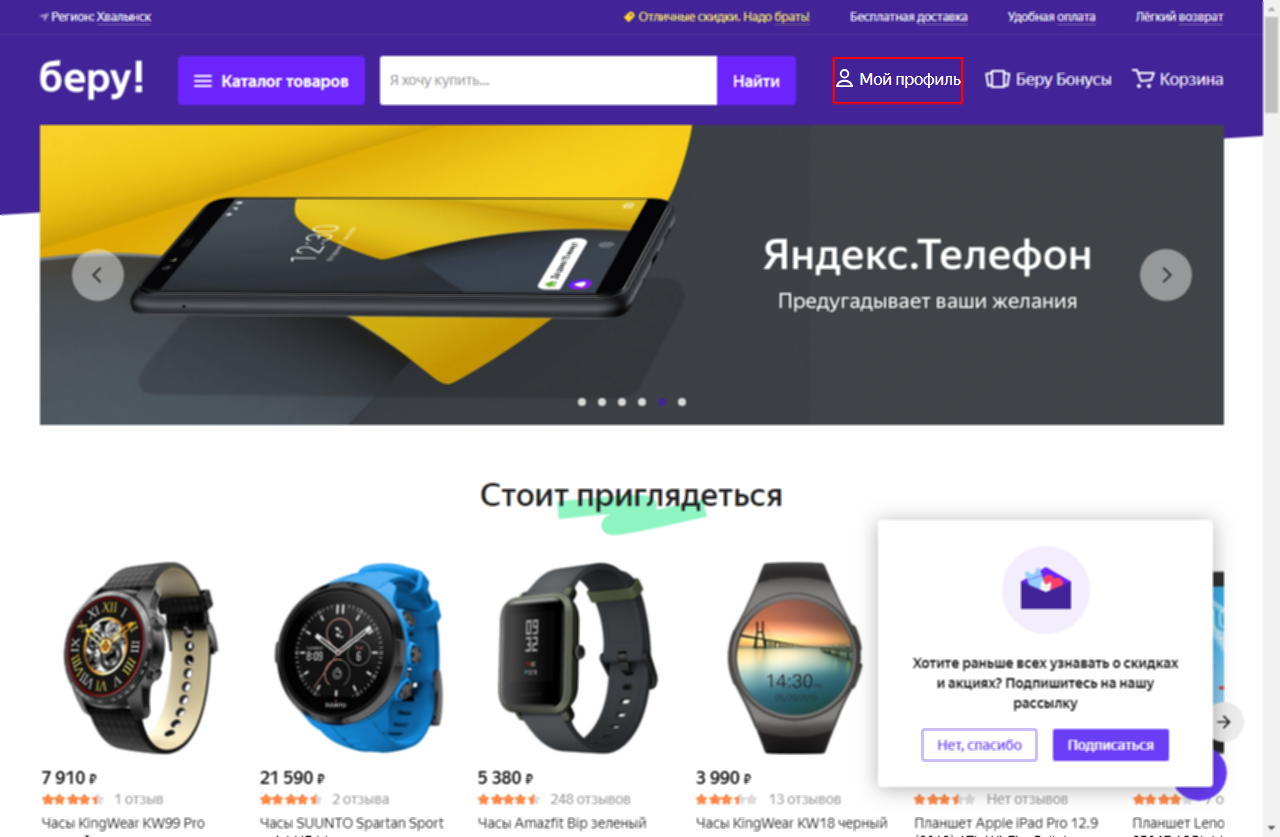 Регион: Хвалынск
Отличные скидки. Надо брать!
Бесплатная доставка
Удобная оплата
Лёгкий возврат
беру!
Каталог товаров
Я хочу купить...
Найти
Мой профиль
Беру Бонусы
Корзина
12:30
Яндекс.Телефон
Предугадывает ваши желания
Стоит приглядеться
Хотите раньше всех узнавать о скидках
и акциях? Подпишитесь на нашу
рассылку
Нет, спасибо
Подписаться
7 910 ₽
1 отзыв
Часы KingWear KW99 Pro
21 590 ₽
2 отзыва
Часы SUUNTO Spartan Sport
5 380 ₽
248 отзывов
Часы Amazfit Bip зеленый
3 990 ₽
13 отзывов
Часы KingWear KW18 черный
Нет отзывов
Планшет Apple iPad Pro 12.9
Планшет Leno